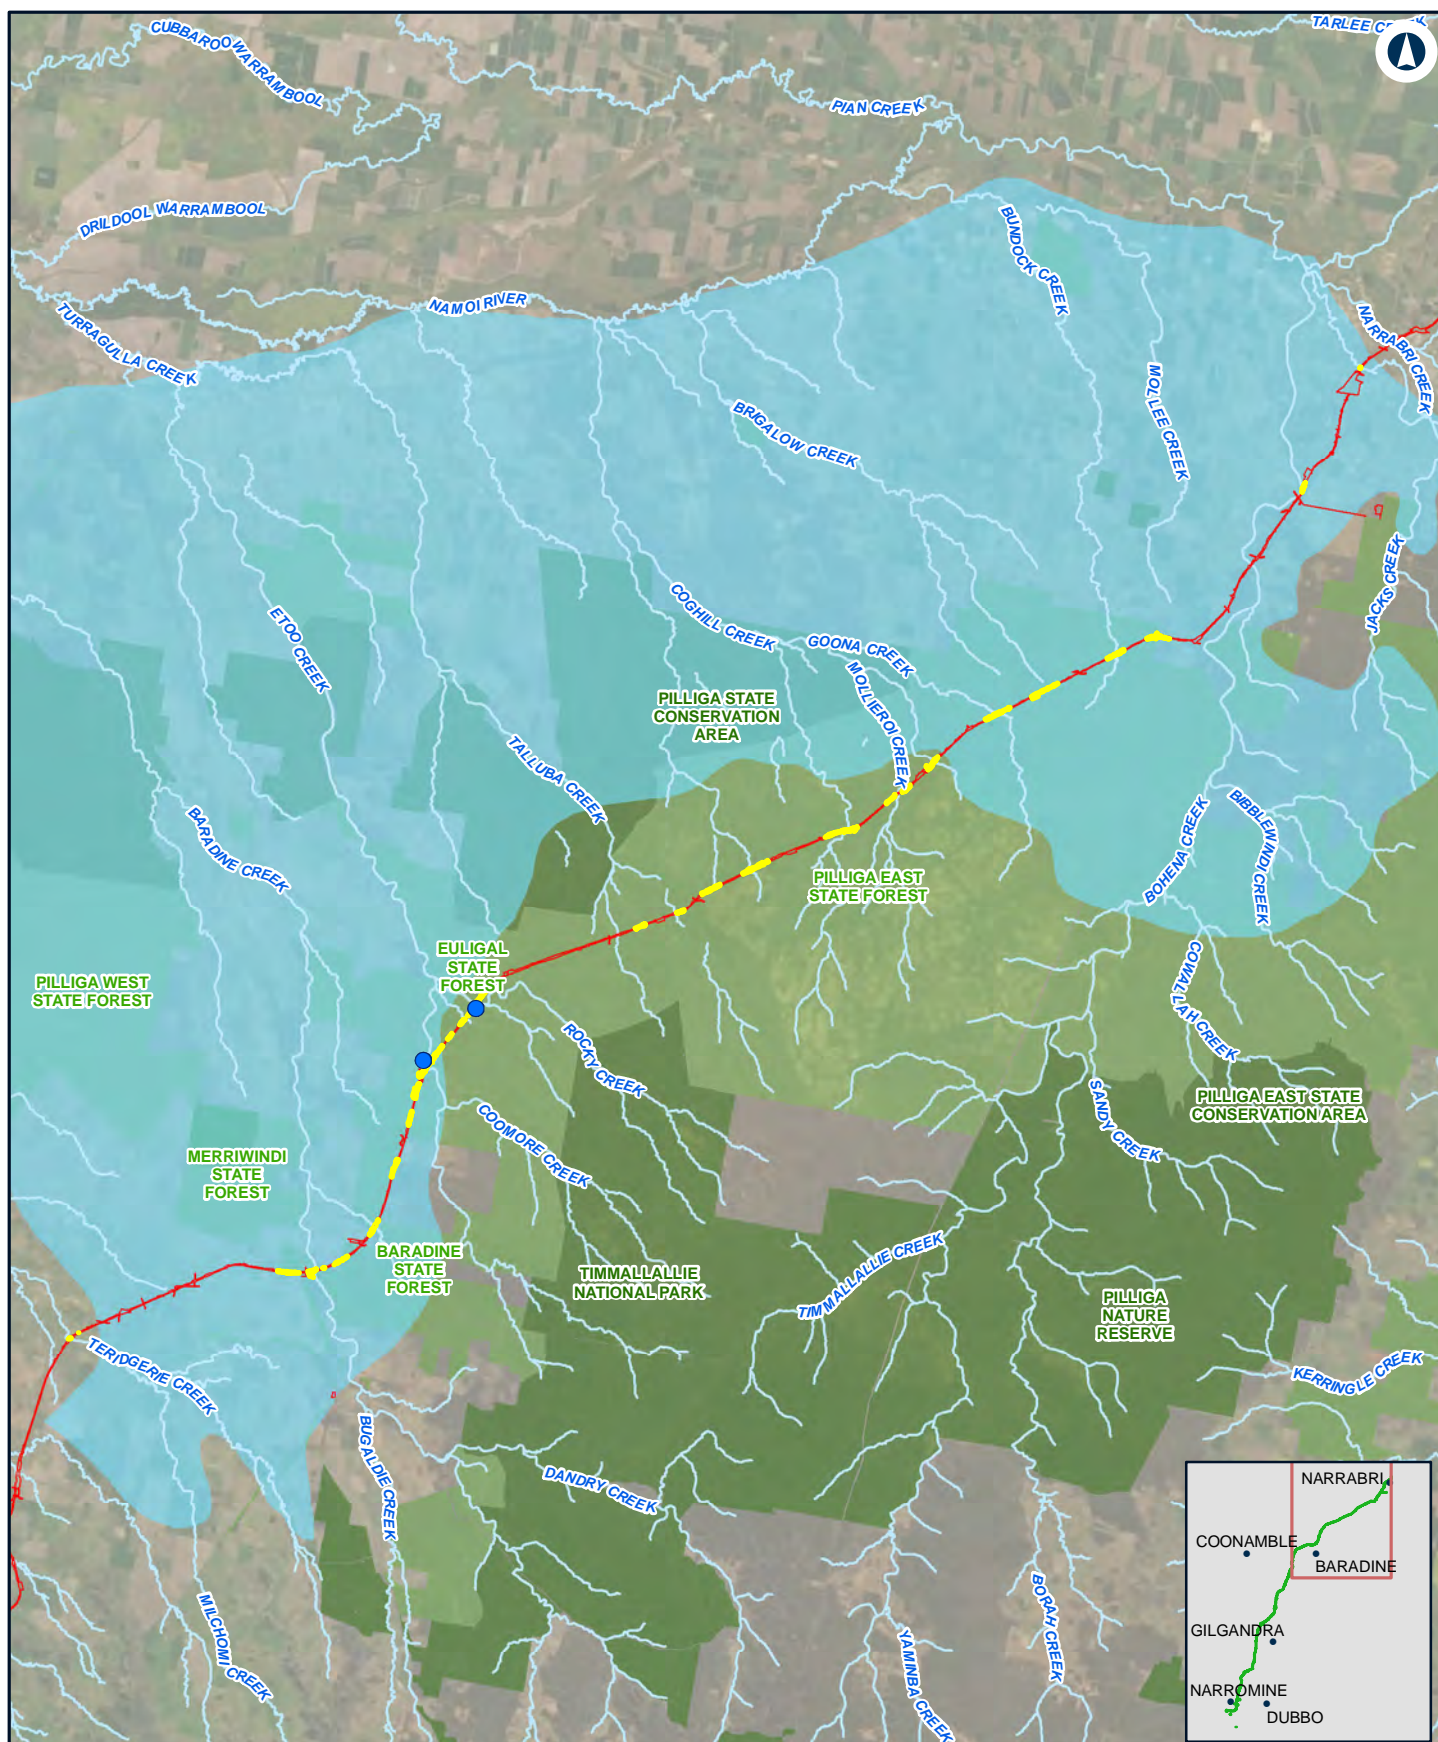 TARLEE CREEK
CUBBAROO WARRAMBOOL
PIAN CREEK
DRILDOOL WARRAMBOOL
BUNDOCK CREEK
NAMOI RIVER
TURRAGULLA CREEK
NARRABRI CREEK
MOLLEE CREEK
BRIGALOW CREEK
JACKS CREEK
COGHILL CREEK
ETOO CREEK
GOONA CREEK
MOLLIEROI CREEK
PILLIGA STATE
CONSERVATION
AREA
TALLUBA CREEK
BARADINE CREEK
BIBBLEWINDI CREEK
BOHENA CREEK
PILLIGA EAST
STATE FOREST
EULIGAL
STATE
FOREST
PILLIGA WEST
STATE FOREST
COWALLAH CREEK
ROCKY CREEK
SANDY CREEK
PILLIGA EAST STATE
CONSERVATION AREA
COOMORE CREEK
MERRIWINDI
STATE
FOREST
BARADINE
STATE
FOREST
TIMMALLALLIE CREEK
TIMMALLALLIE
NATIONAL PARK
PILLIGA
NATURE
RESERVE
TERIDGERIE CREEK
KERRINGLE CREEK
BUGALDIE CREEK
DANDRY CREEK
MILCHOMI CREEK
BORAH CREEK
YAMINBA CREEK
NARRABRI
COONAMBLE
BARADINE
GILGANDRA
NARROMINE
DUBBO